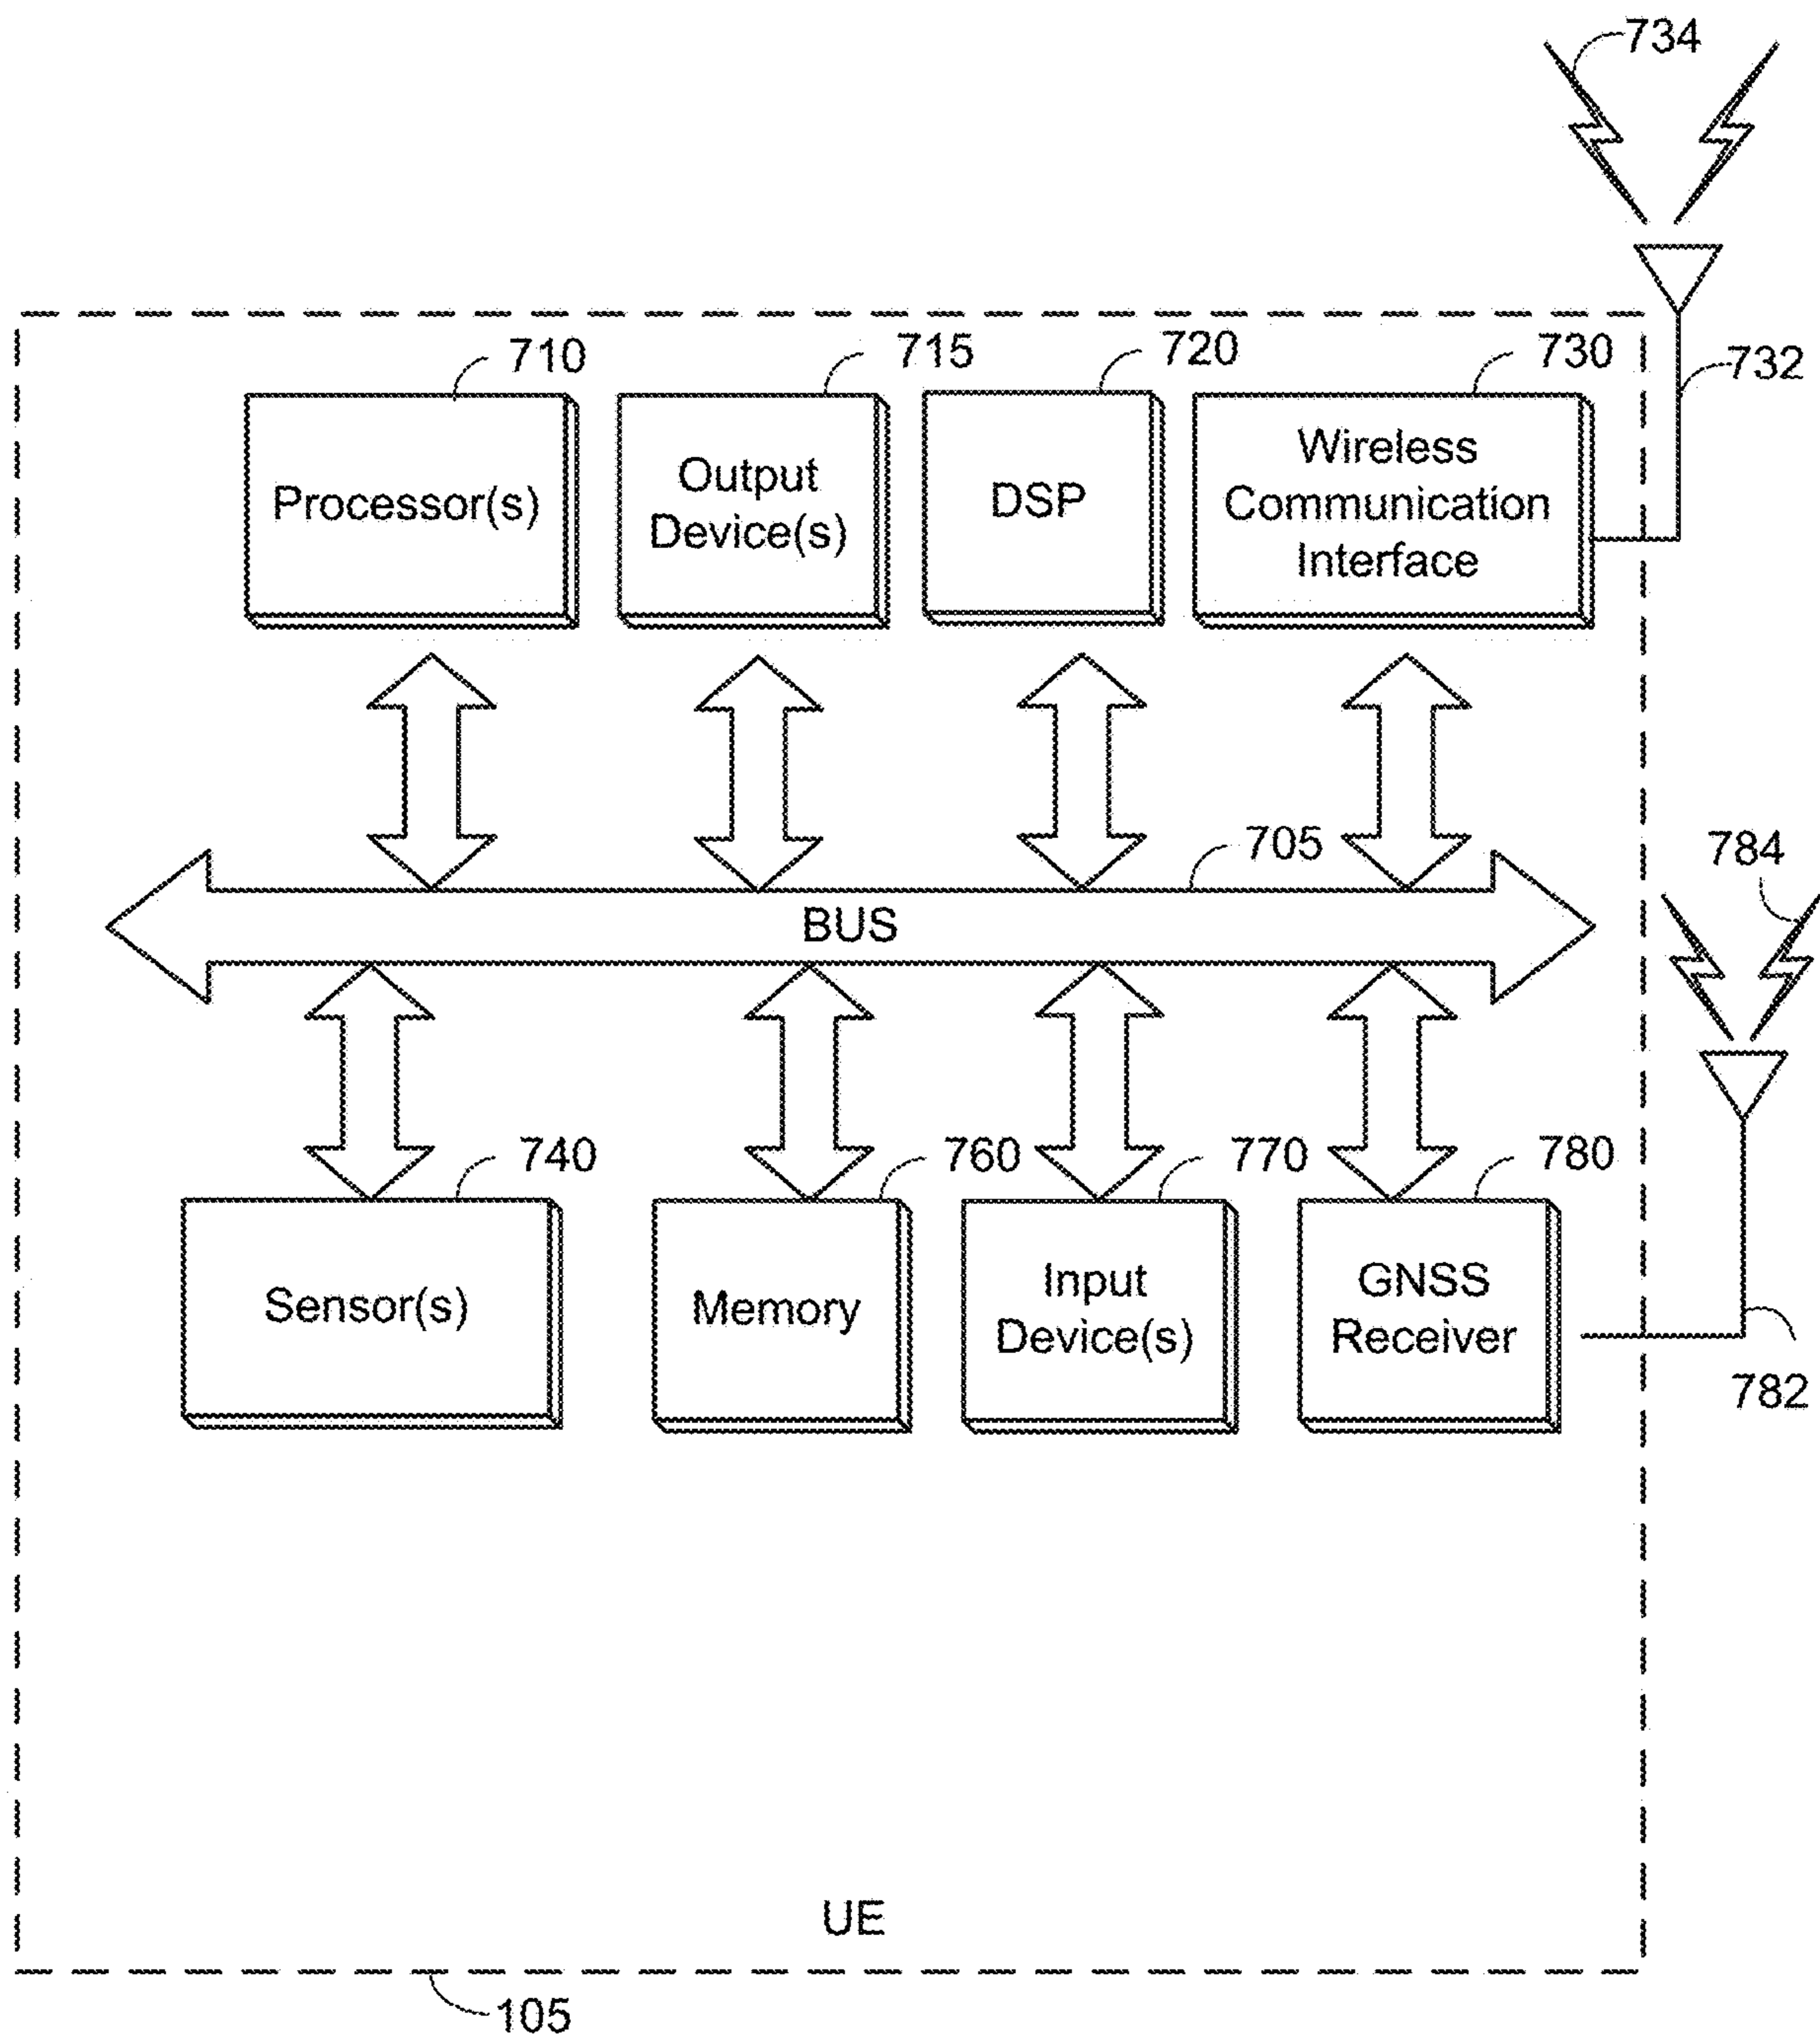 734
732
710
715
720
730
Processor(s)
Output
Device(s)
DSP
Wireless
Communication
Interface
705
BUS
784
740
760
770
780
Sensor(s)
Memory
Input
Device(s)
GNSS
Receiver
782
UE
105